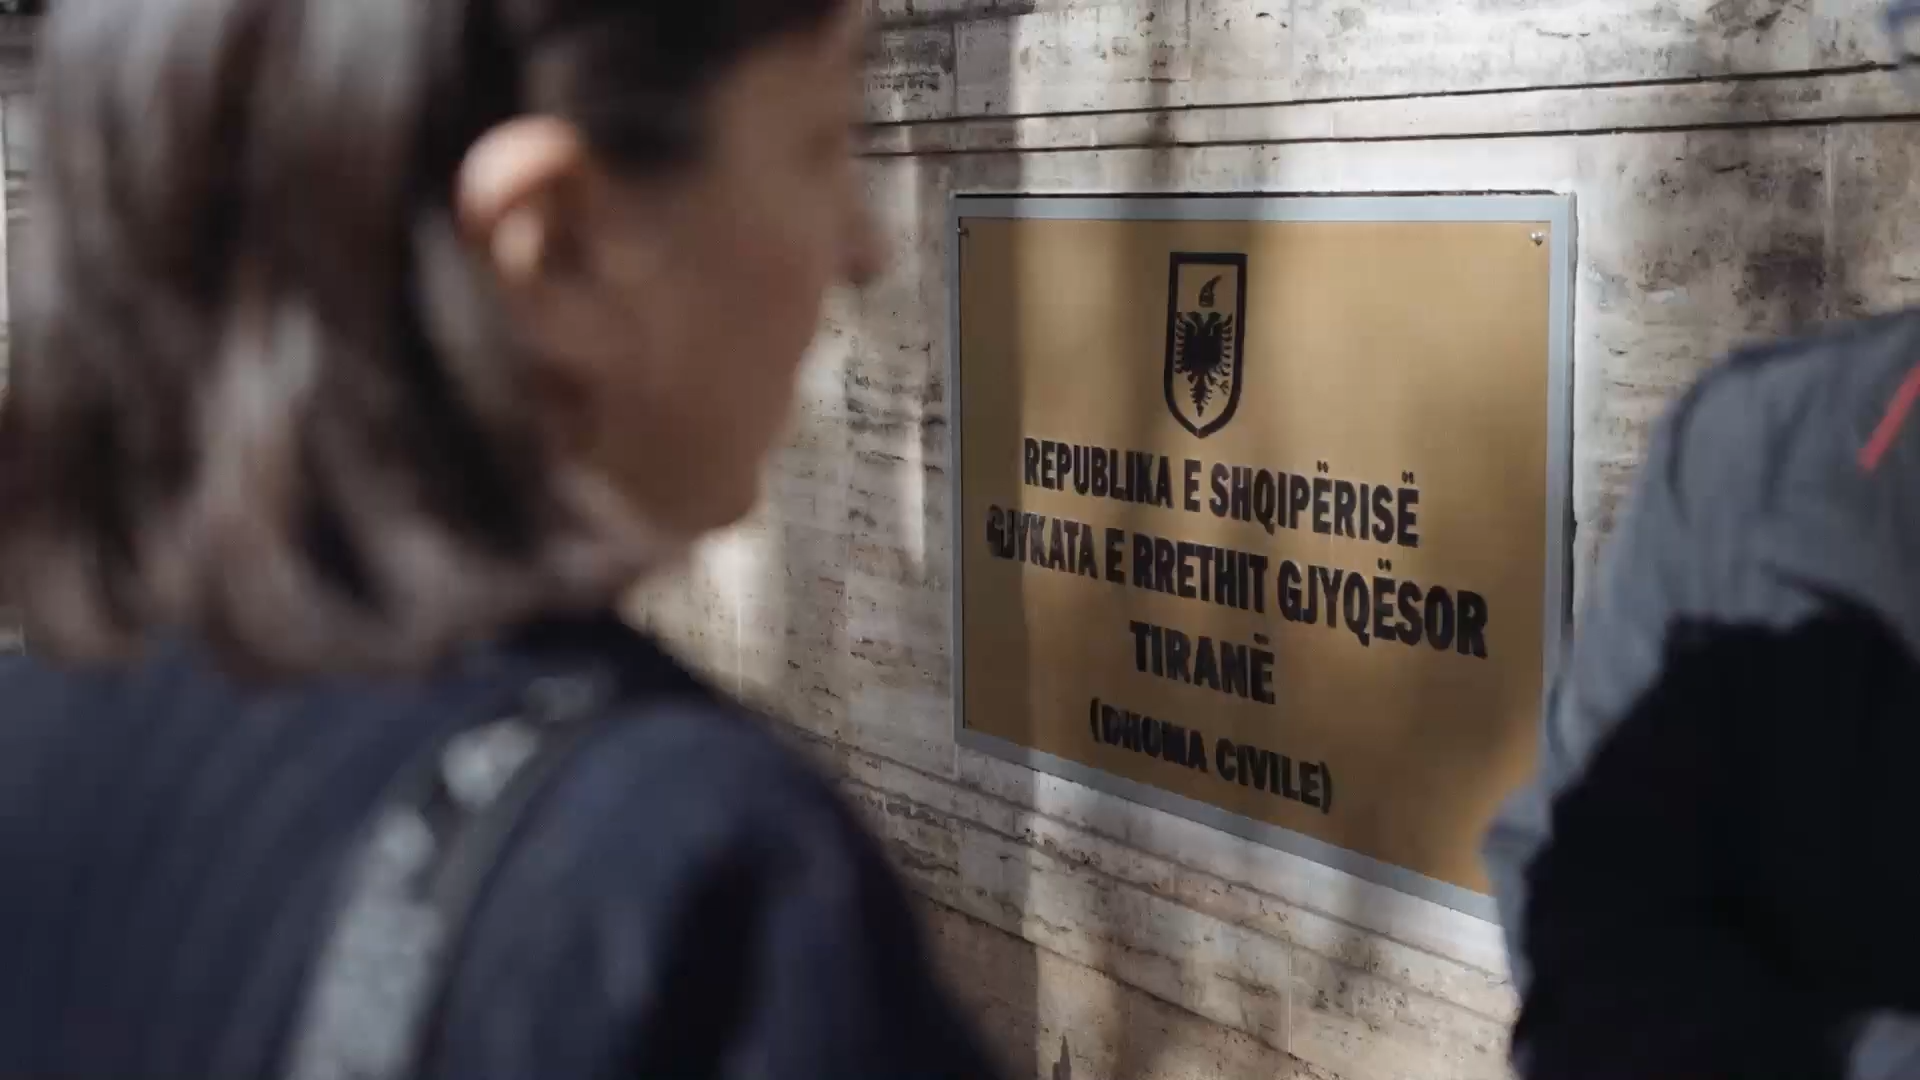 REPUBLIKA E SHQIPËRISË
GJYKATA E RRETHIT GJYQËSOR
TIRANË
(DHOMA CIVILE)